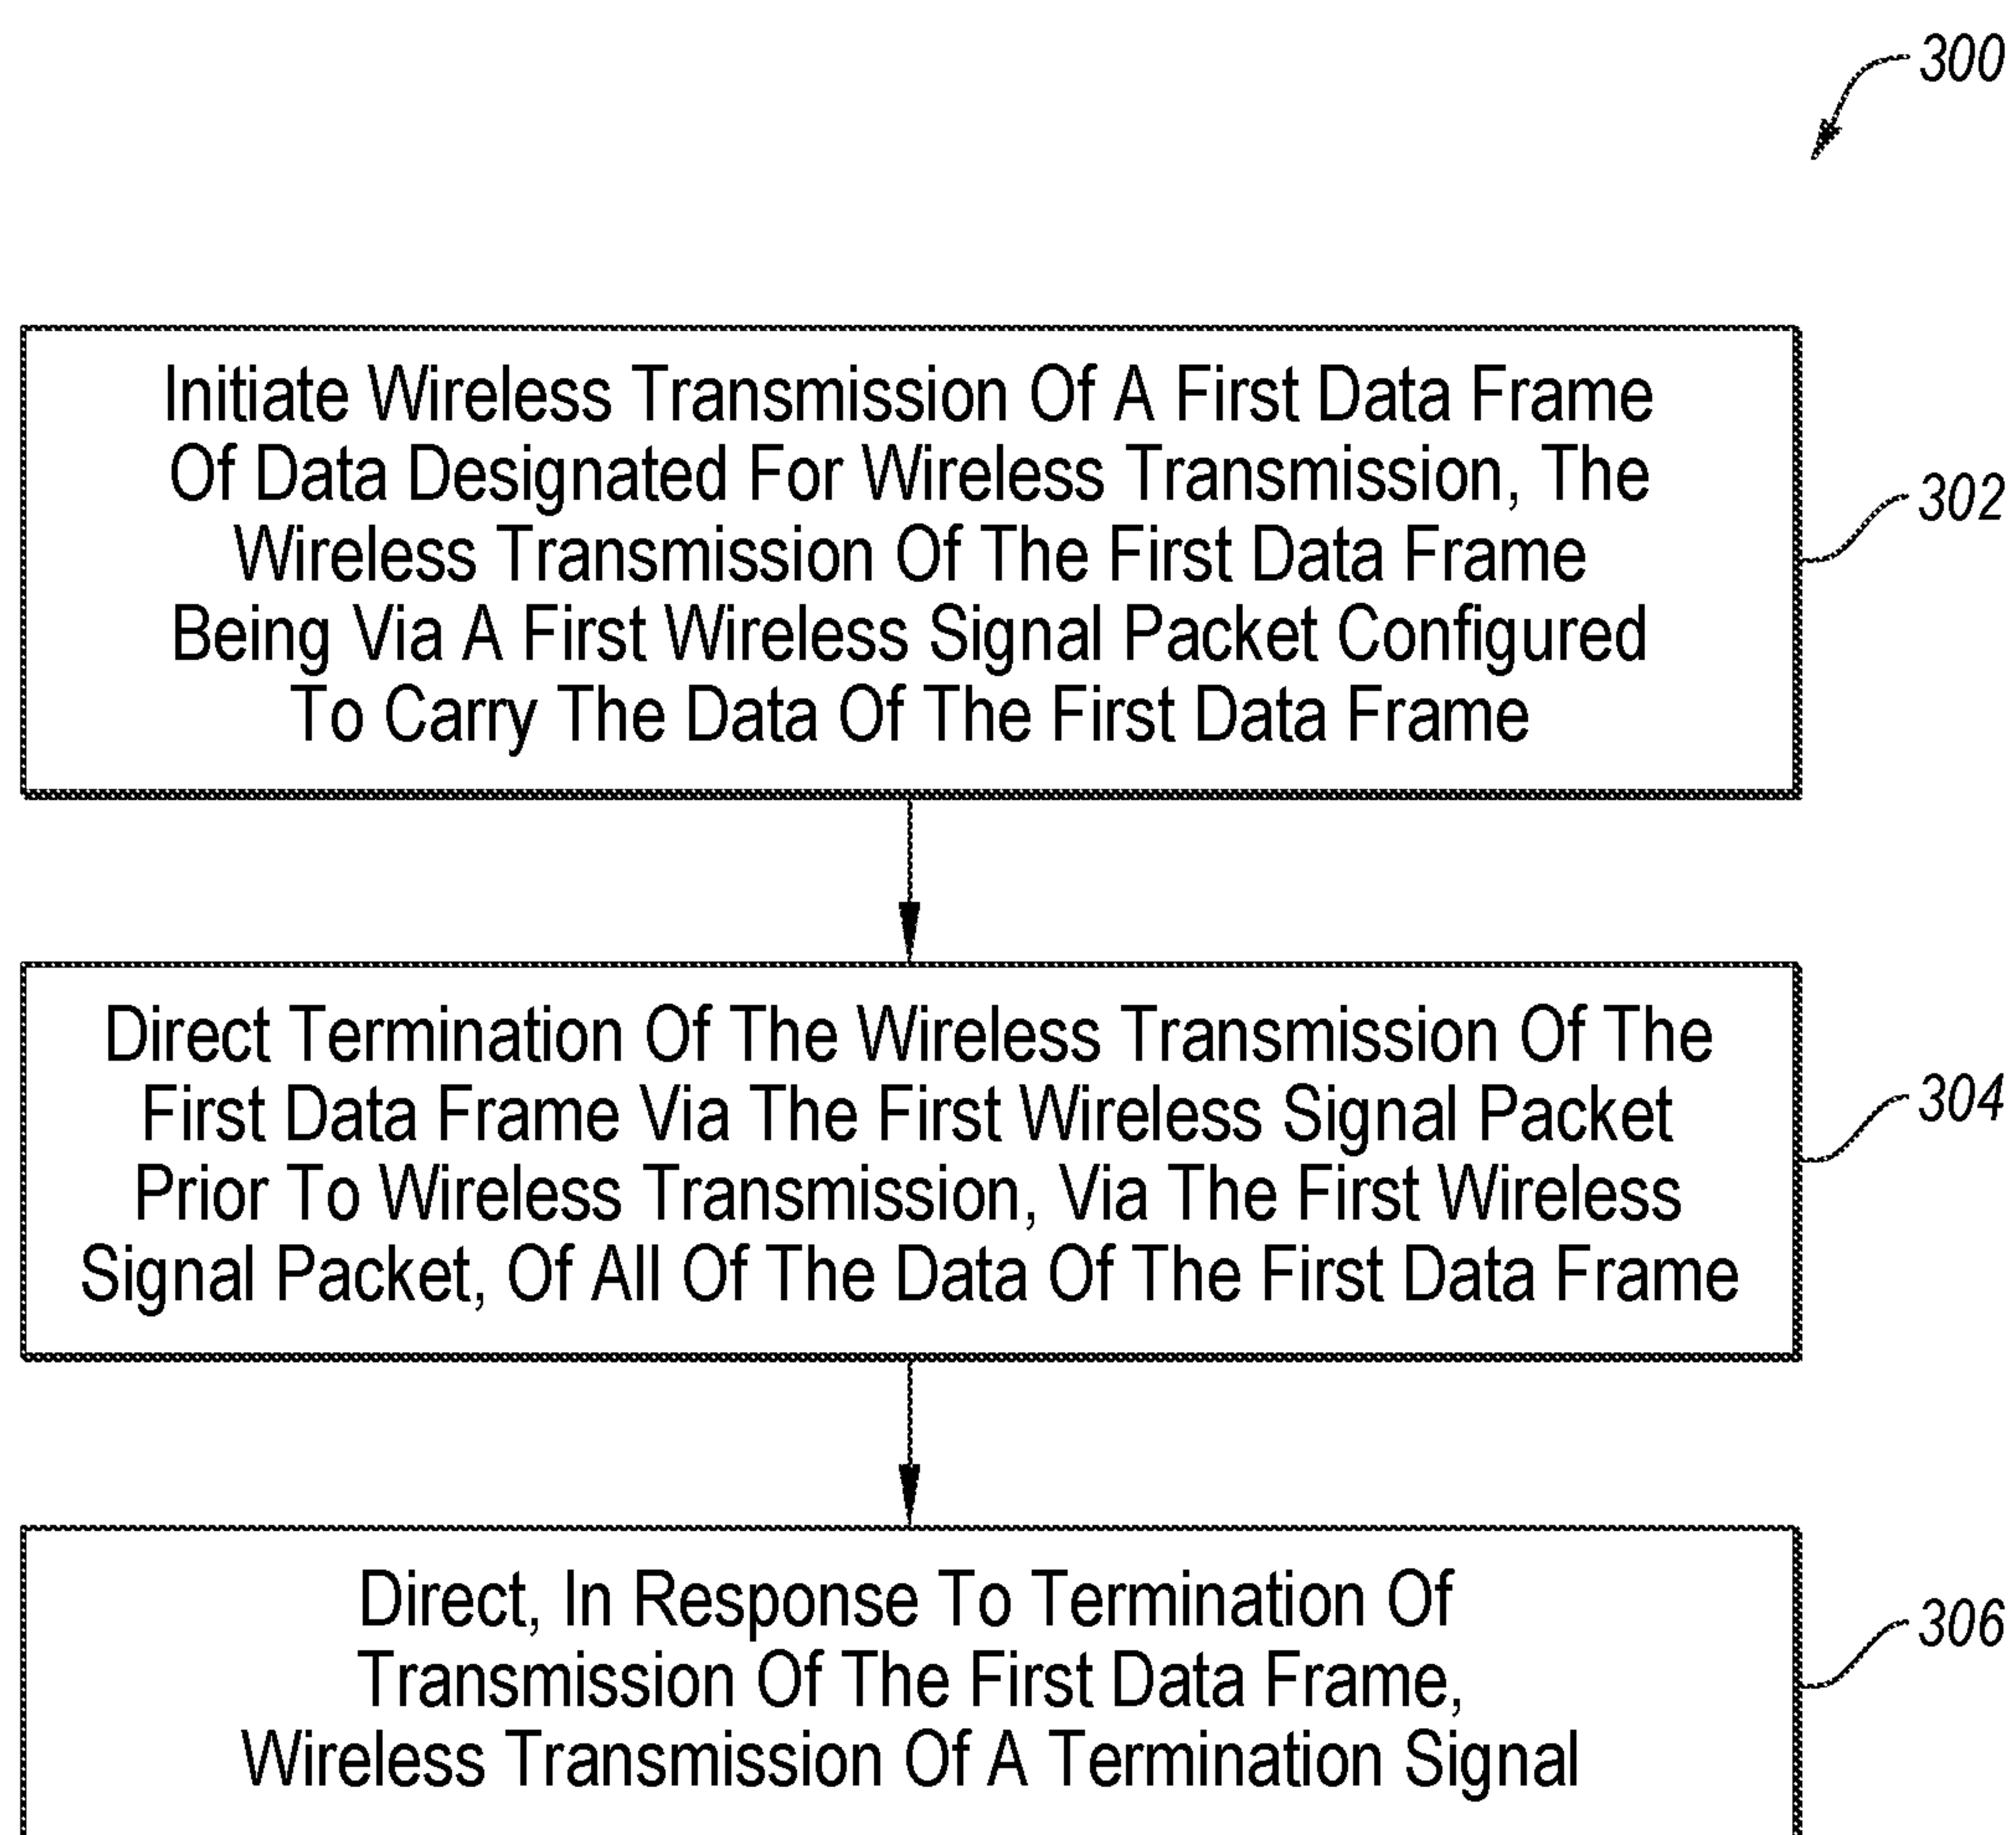 300
Initiate Wireless Transmission Of A First Data Frame
Of Data Designated For Wireless Transmission, The
Wireless Transmission Of The First Data Frame
Being Via A First Wireless Signal Packet Configured
To Carry The Data Of The First Data Frame
302
Direct Termination Of The Wireless Transmission Of The
First Data Frame Via The First Wireless Signal Packet
Prior To Wireless Transmission, Via The First Wireless
Signal Packet, Of All Of The Data Of The First Data Frame
304
Direct, In Response To Termination Of
Transmission Of The First Data Frame,
Wireless Transmission Of A Termination Signal
306